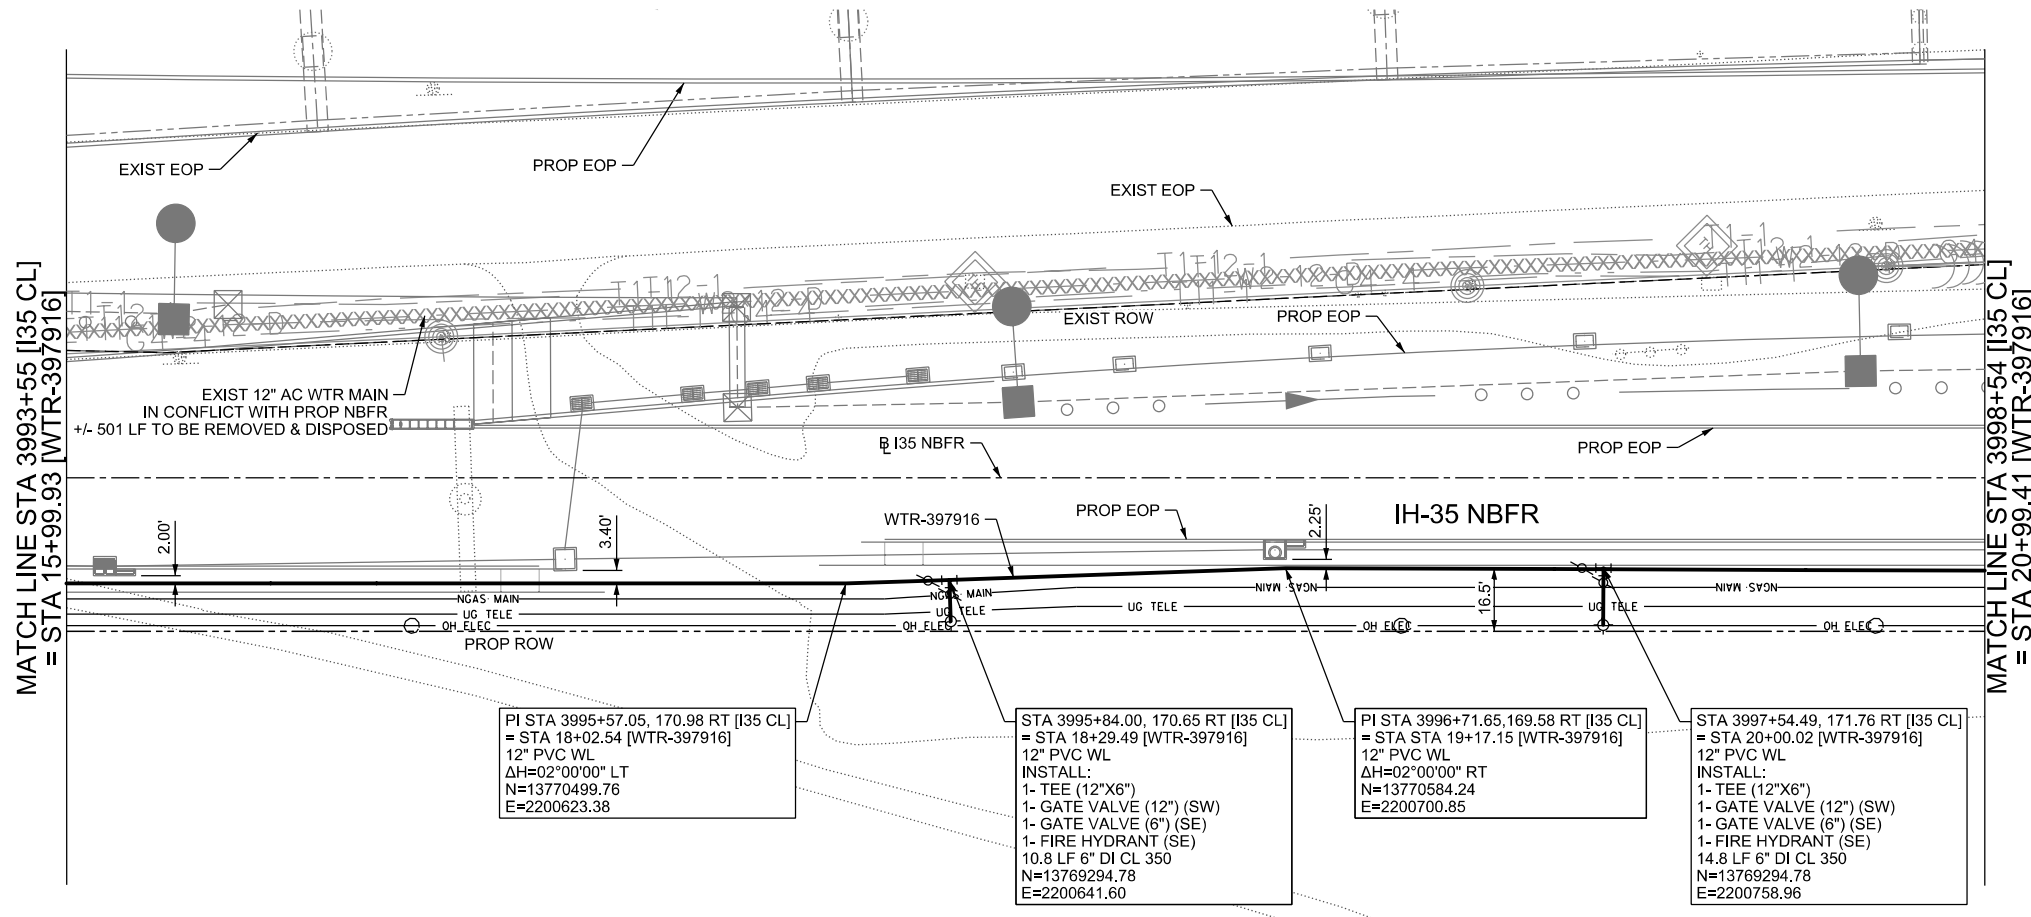 EXIST EOP
PROP EOP
EXIST EOP
EXIST ROW
PROP EOP
EXIST 12" AC WTR MAIN
IN CONFLICT WITH PROP NBFR
+/- 501 LF TO BE REMOVED & DISPOSED
MATCH LINE STA 3993+55 [I35 CL]
= STA 15+99.93 [WTR-397916]
MATCH LINE STA 3998+54 [I35 CL]
= STA 20+99.41 [WTR-397916]
BL I35 NBFR
PROP EOP
WTR-397916
PROP EOP
IH-35 NBFR
2.00'
3.40'
2.25'
16.5'
NGAS MAIN
NGAS MAIN
NGAS MAIN
NGAS MAIN
UG TELE
UG TELE
UG TELE
UG TELE
OH ELEC
OH ELEC
OH ELEC
OH ELEC
PROP ROW
PI STA 3995+57.05, 170.98 RT [I35 CL]
= STA 18+02.54 [WTR-397916]
12" PVC WL
ΔH=02°00'00" LT
N=13770499.76
E=2200623.38
STA 3995+84.00, 170.65 RT [I35 CL]
= STA 18+29.49 [WTR-397916]
12" PVC WL
INSTALL:
1- TEE (12"X6")
1- GATE VALVE (12") (SW)
1- GATE VALVE (6") (SE)
1- FIRE HYDRANT (SE)
10.8 LF 6" DI CL 350
N=13769294.78
E=2200641.60
PI STA 3996+71.65,169.58 RT [I35 CL]
= STA STA 19+17.15 [WTR-397916]
12" PVC WL
ΔH=02°00'00" RT
N=13770584.24
E=2200700.85
STA 3997+54.49, 171.76 RT [I35 CL]
= STA 20+00.02 [WTR-397916]
12" PVC WL
INSTALL:
1- TEE (12"X6")
1- GATE VALVE (12") (SW)
1- GATE VALVE (6") (SE)
1- FIRE HYDRANT (SE)
14.8 LF 6" DI CL 350
N=13769294.78
E=2200758.96